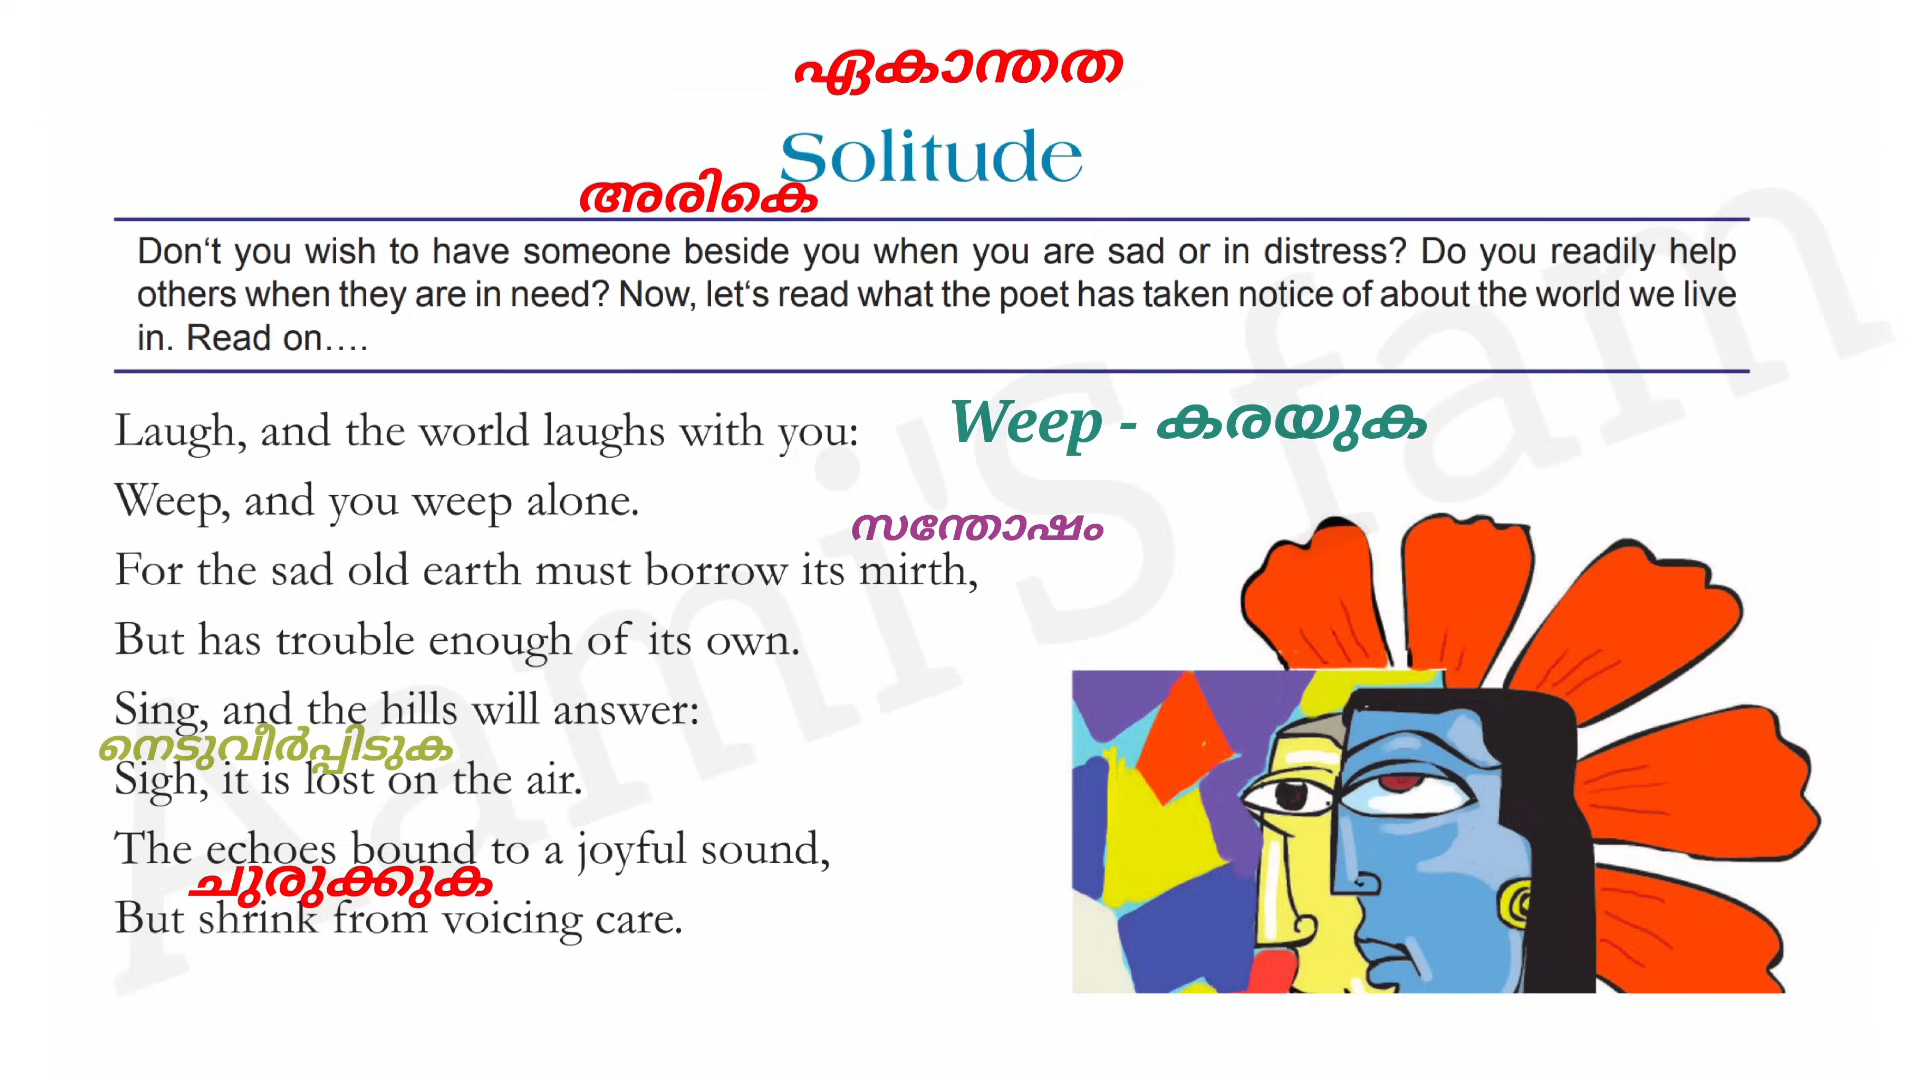 ഏകാന്തത
Solitude
അരികെ
Don‘t you wish to have someone beside you when you are sad or in distress? Do you readily help
others when they are in need? Now, let‘s read what the poet has taken notice of about the world we live
in. Read on….
Laugh, and the world laughs with you:
Weep - കരയുക
Weep, and you weep alone.
സന്തോഷം
For the sad old earth must borrow its mirth,
But has trouble enough of its own.
Sing, and the hills will answer:
നെടുവീർപ്പിടുക
Sigh, it is lost on the air.
The echoes bound to a joyful sound,
ചുരുക്കുക
But shrink from voicing care.
Aami'S fam